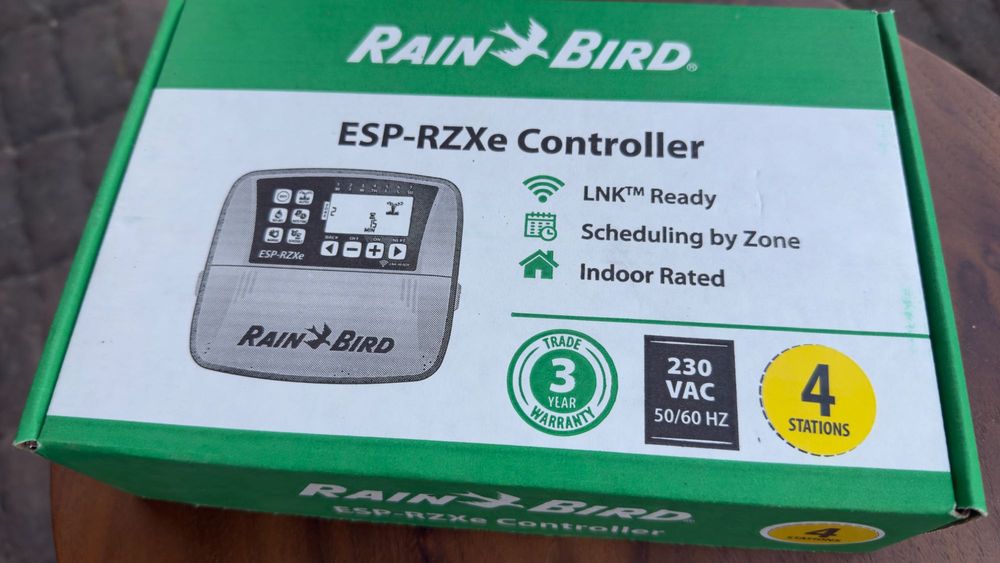 RAIN BIRD®
ESP-RZXe Controller
LNK™ Ready
Scheduling by Zone
Indoor Rated
ESP-RZXe
RAIN BIRD
TRADE
3
YEAR
WARRANTY
230
VAC
50/60 HZ
4
STATIONS
RAIN BIRD
ESP-RZXe Controller
4
STATIONS